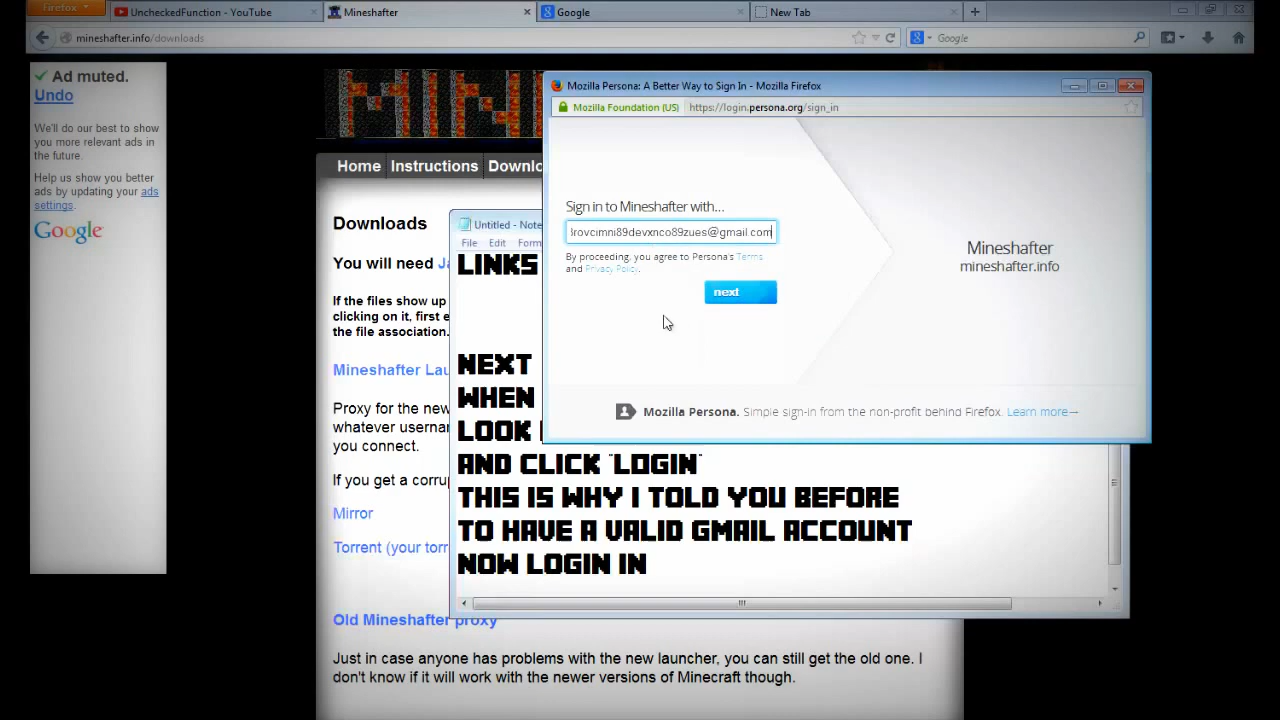 Firefox
UncheckedFunction - YouTube
Mineshafter
Google
New Tab
mineshafter.info/downloads
Google
Ad muted.
Undo
We'll do our best to show
you more relevant ads in
the future.
Help us show you better
ads by updating your ads
settings.
Google
MIN
Home
Instructions
Downlo
Downloads
You will need Ja
If the files show up
clicking on it, first e
the file association.
Mineshafter Lau
Proxy for the new
whatever usernam
you connect.
If you get a corru
Mirror
Torrent (your torr
Old Mineshafter proxy
Just in case anyone has problems with the new launcher, you can still get the old one. I
don't know if it will work with the newer versions of Minecraft though.
Untitled - Note
File Edit Form
LINKS
NEXT
WHEN
LOOK
AND CLICK "LOGIN"
THIS IS WHY I TOLD YOU BEFORE
TO HAVE A VALID GMAIL ACCOUNT
NOW LOGIN IN
Mozilla Persona: A Better Way to Sign In - Mozilla Firefox
Mozilla Foundation (US)
https://login.persona.org/sign_in
Sign in to Mineshafter with...
By proceeding, you agree to Persona's Terms
and Privacy Policy.
next
Mineshafter
mineshafter.info
Mozilla Persona. Simple sign-in from the non-profit behind Firefox. Learn more→